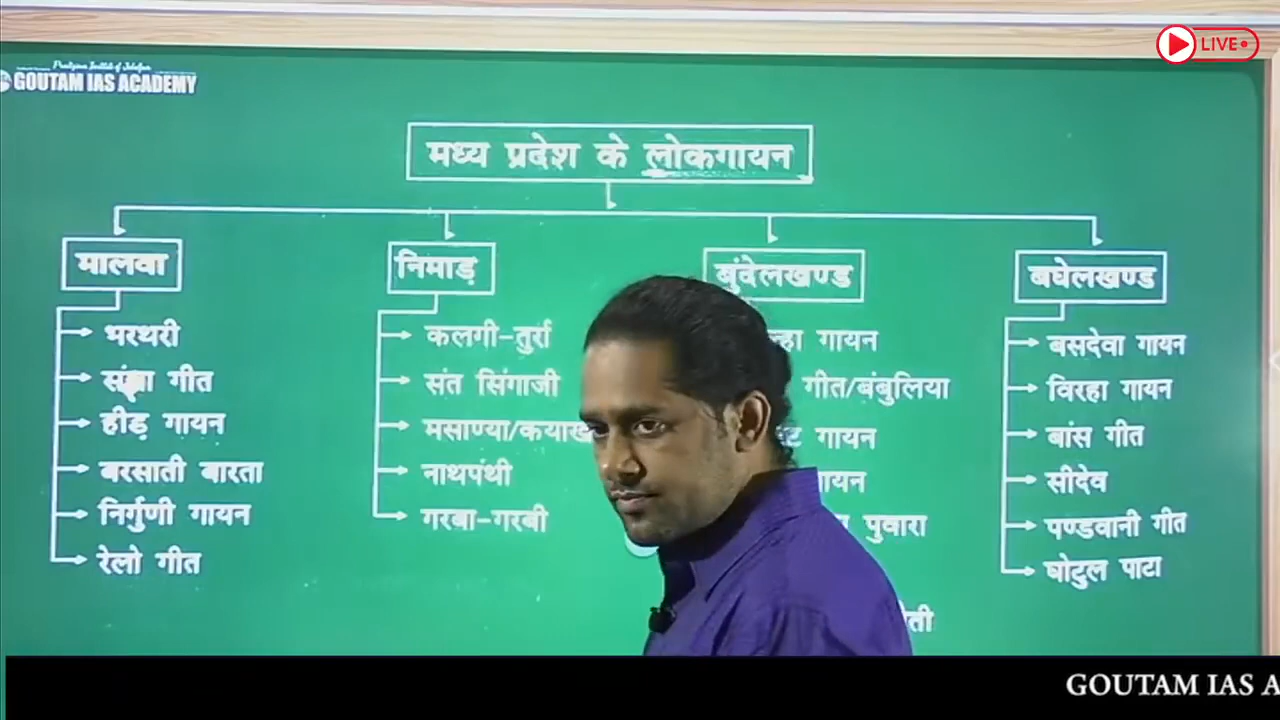 LIVE
GOUTAM IAS ACADEMY
मध्य प्रदेश के लोकगायन
मालवा
भरथरी
गीत
हीड़ गायन
बरसाती बारता
निर्गुणी गायन
रेलो गीत
निमाड़
कलगी-तुर्रा
संत सिंगाजी
मसाण्या/कयाख
नाथपंथी
गरबा-गरबी
बुंदेलखण्ड
गायन
गीत/बंबुलिया
गायन
पुवारा
बघेलखण्ड
बसदेवा गायन
विरहा गायन
बांस गीत
सीदेव
पण्डवानी गीत
घोटुल पाटा
GOUTAM IAS A